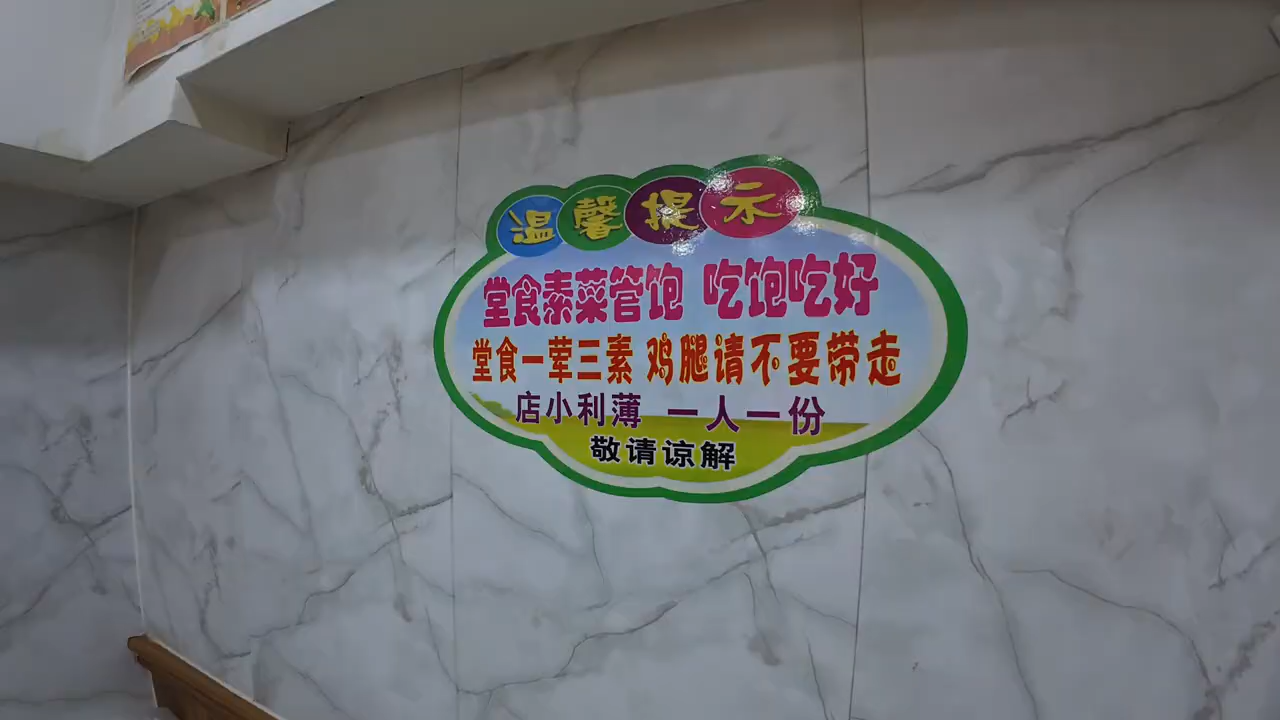 温馨提示
堂食素菜管饱 吃饱吃好
堂食一荤三素 鸡腿请不要带走
店小利薄 一人一份
敬请谅解